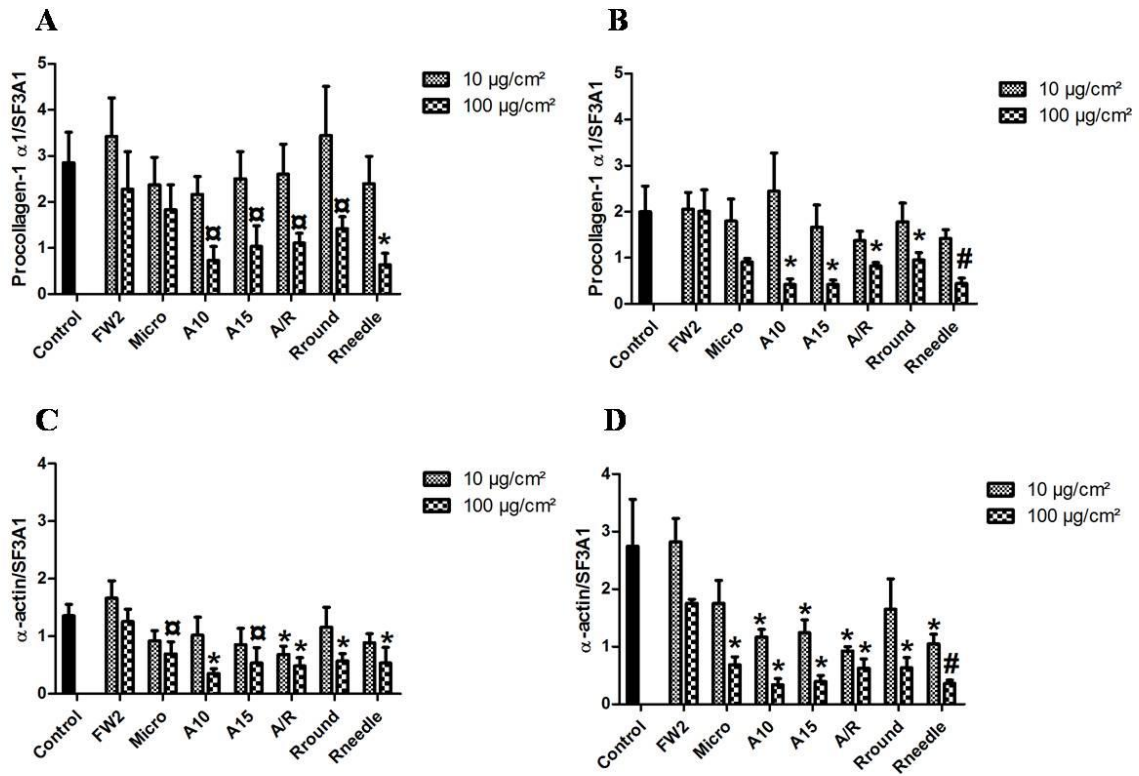 A
Procollagen-1 α1/SF3A1
5
4
3
2
1
0
¤ ¤ ¤ ¤ *
Control FW2 Micro A10 A15 A/R Rround Rneedle
10 µg/cm²
100 µg/cm²
B
Procollagen-1 α1/SF3A1
5
4
3
2
1
0
* * * * #
Control FW2 Micro A10 A15 A/R Rround Rneedle
10 µg/cm²
100 µg/cm²
C
α-actin/SF3A1
4
3
2
1
0
¤ * ¤ * * * *
Control FW2 Micro A10 A15 A/R Rround Rneedle
10 µg/cm²
100 µg/cm²
D
α-actin/SF3A1
4
3
2
1
0
* * * * * * * * * #
Control FW2 Micro A10 A15 A/R Rround Rneedle
10 µg/cm²
100 µg/cm²